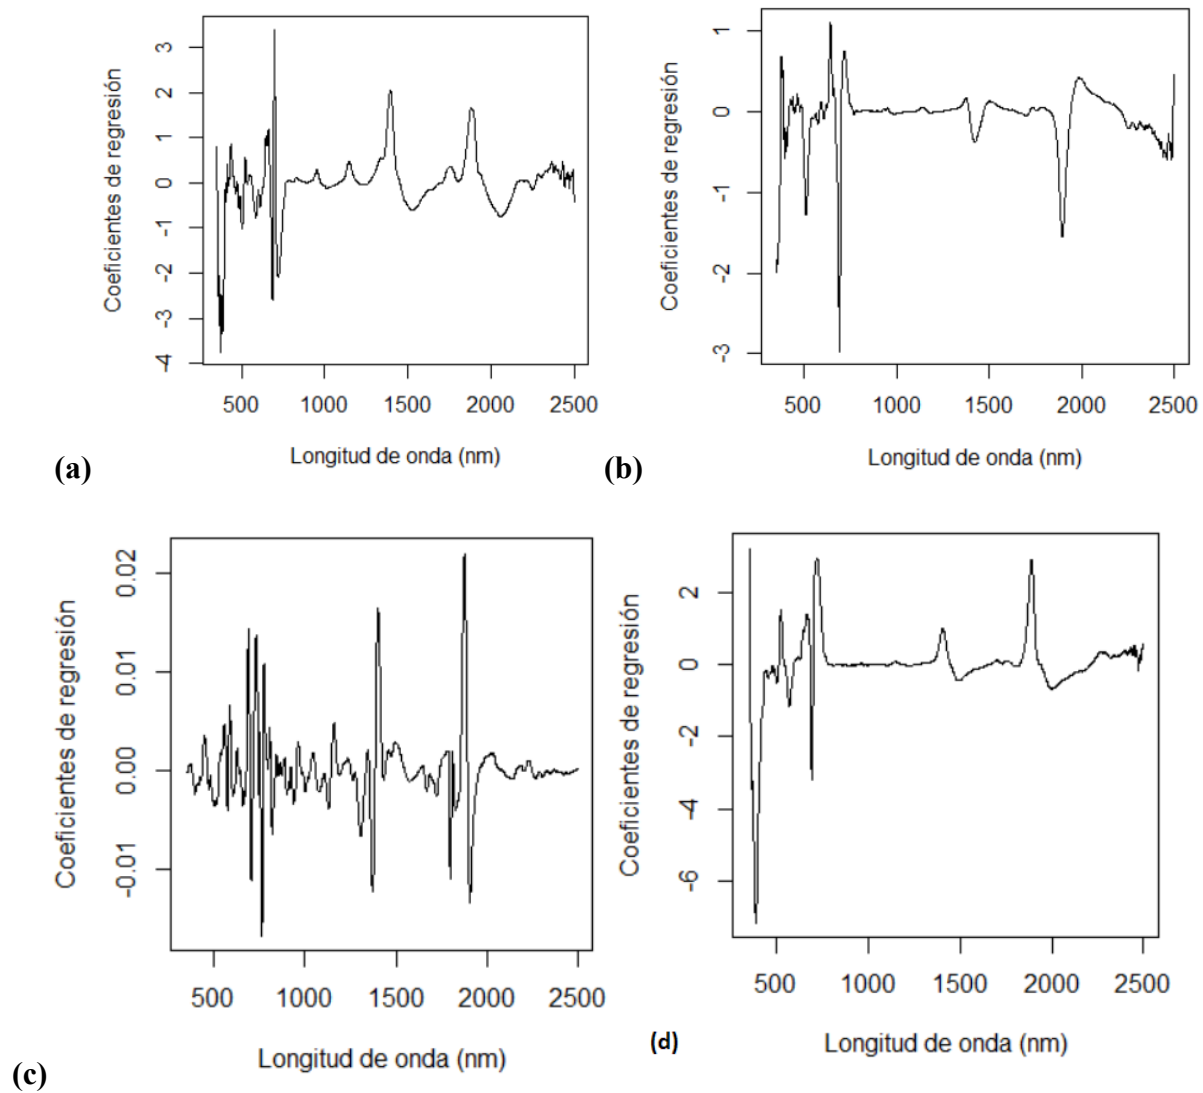 Coeficientes de regresión
3
2
1
0
-1
-2
-3
-4
500 1000 1500 2000 2500
Longitud de onda (nm)
(a)
Coeficientes de regresión
1
0
-1
-2
-3
500 1000 1500 2000 2500
Longitud de onda (nm)
(b)
Coeficientes de regresión
0.02
0.01
0.00
-0.01
500 1000 1500 2000 2500
Longitud de onda (nm)
(c)
Coeficientes de regresión
2
0
-2
-4
-6
500 1000 1500 2000 2500
Longitud de onda (nm)
(d)